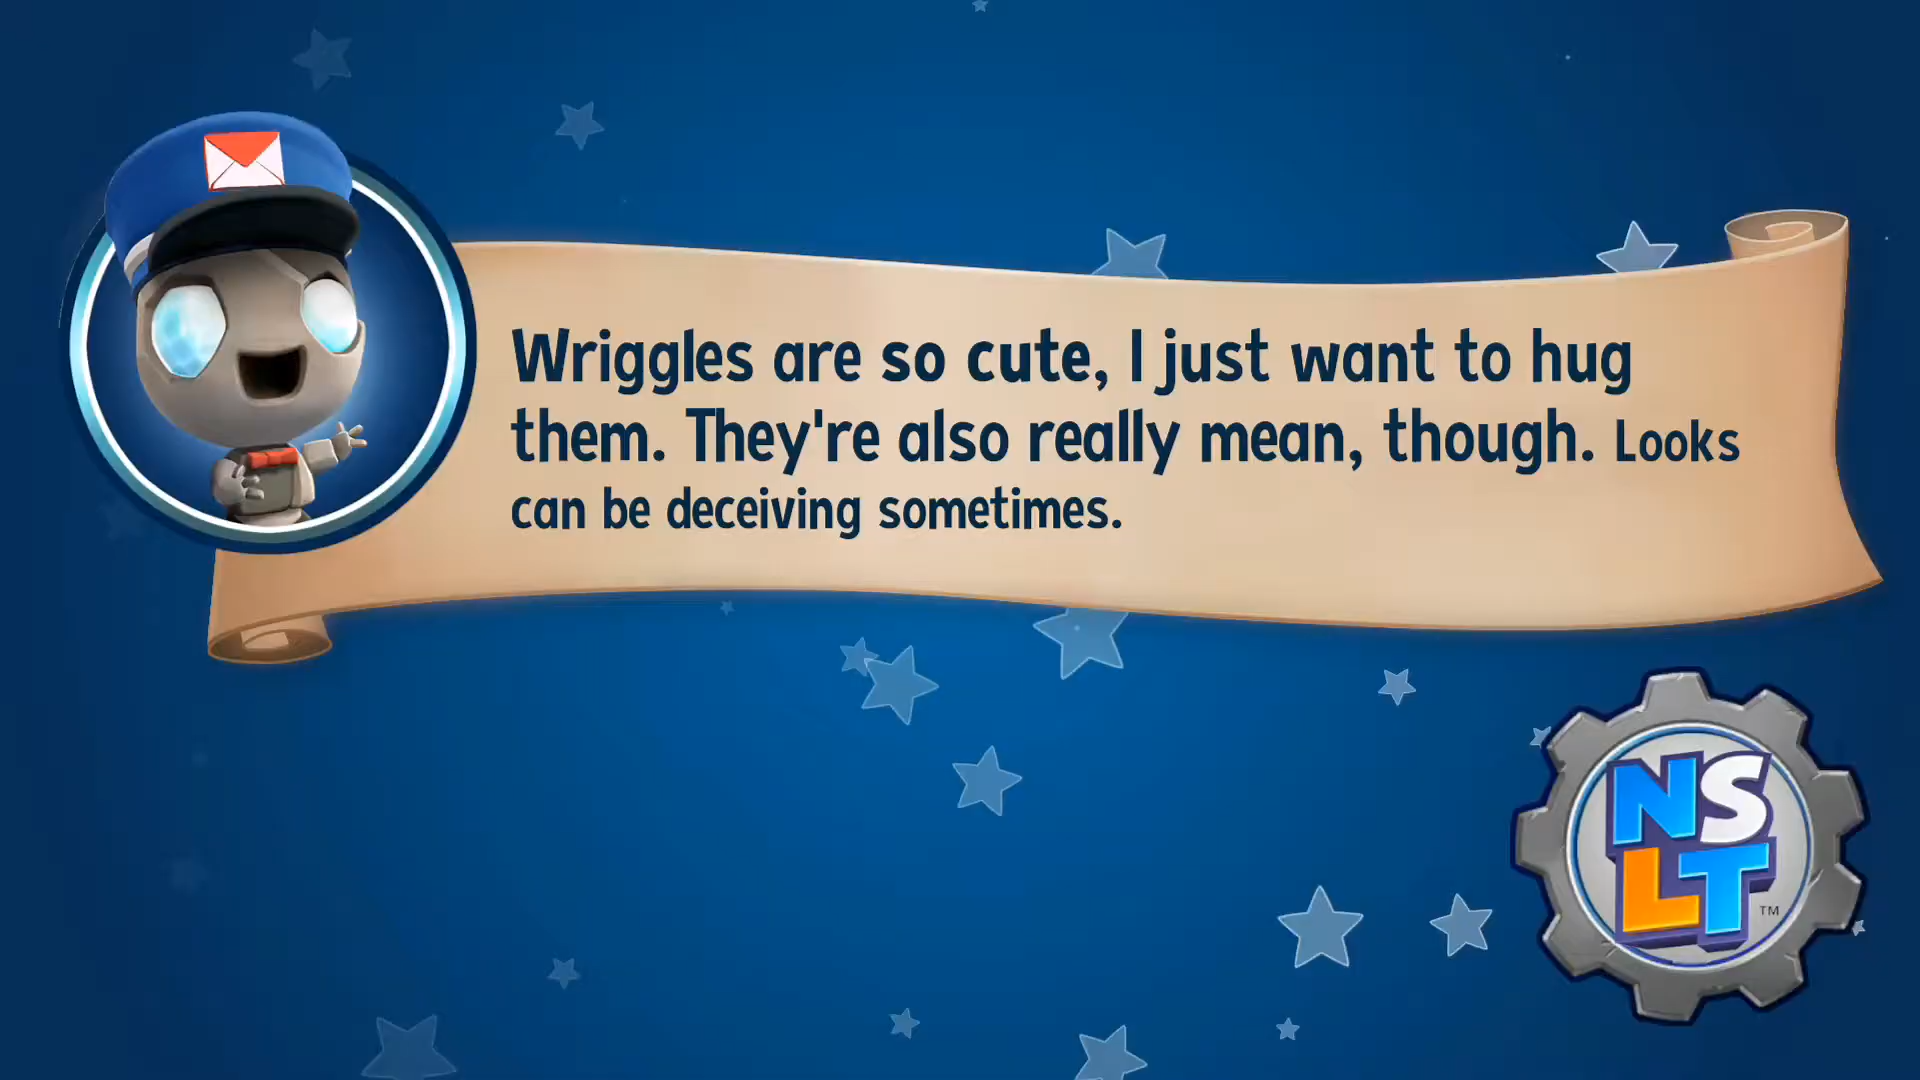 Wriggles are so cute, I just want to hug
them. They're also really mean, though. Looks
can be deceiving sometimes.
NS
LT
TM